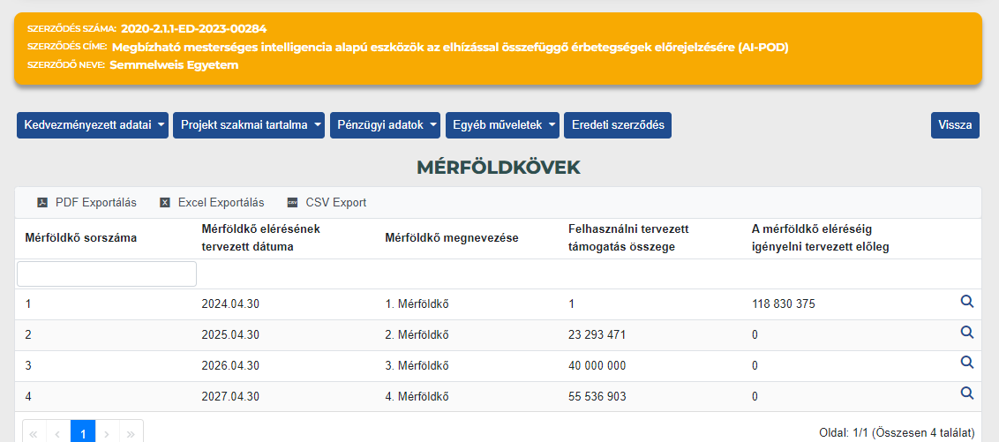 SZERZŐDÉS SZÁMA: 2020-2.1.1-ED-2023-00284
SZERZŐDÉS CÍME: Megbízható mesterséges intelligencia alapú eszközök az elhízással összefüggő érbetegségek előrejelzésére (AI-POD)
SZERZŐDŐ NEVE: Semmelweis Egyetem
Kedvezményezett adatai Projekt szakmai tartalma Pénzügyi adatok Egyéb műveletek Eredeti szerződés Vissza
MÉRFÖLDKÖVEK
PDF Exportálás Excel Exportálás CSV Export
Mérföldkő sorszáma Mérföldkő elérésének tervezett dátuma Mérföldkő megnevezése Felhasználni tervezett támogatás összege A mérföldkő eléréséig igényelni tervezett előleg
1 2024.04.30 1. Mérföldkő 1 118 830 375
2 2025.04.30 2. Mérföldkő 23 293 471 0
3 2026.04.30 3. Mérföldkő 40 000 000 0
4 2027.04.30 4. Mérföldkő 55 536 903 0
« ‹ 1 › » Oldal: 1/1 (Összesen 4 találat)